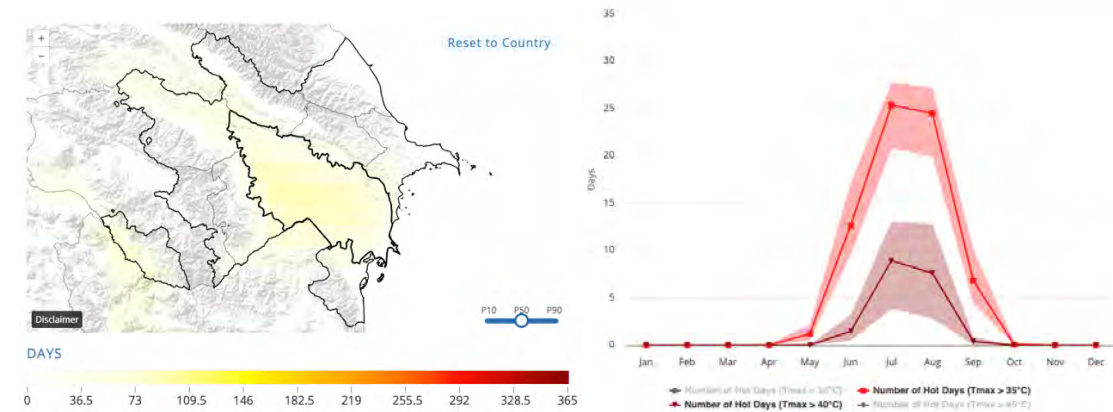 +
−
Reset to Country
Disclaimer
P10 P50 P90
DAYS
0 36.5 73 109.5 146 182.5 219 255.5 292 328.5 365
35
30
25
20
15
10
5
0
Days
Jan Feb Mar Apr May Jun Jul Aug Sep Oct Nov Dec
Number of Hot Days (Tmax > 30°C) Number of Hot Days (Tmax > 35°C)
Number of Hot Days (Tmax > 40°C) Number of Hot Days (Tmax > 45°C)